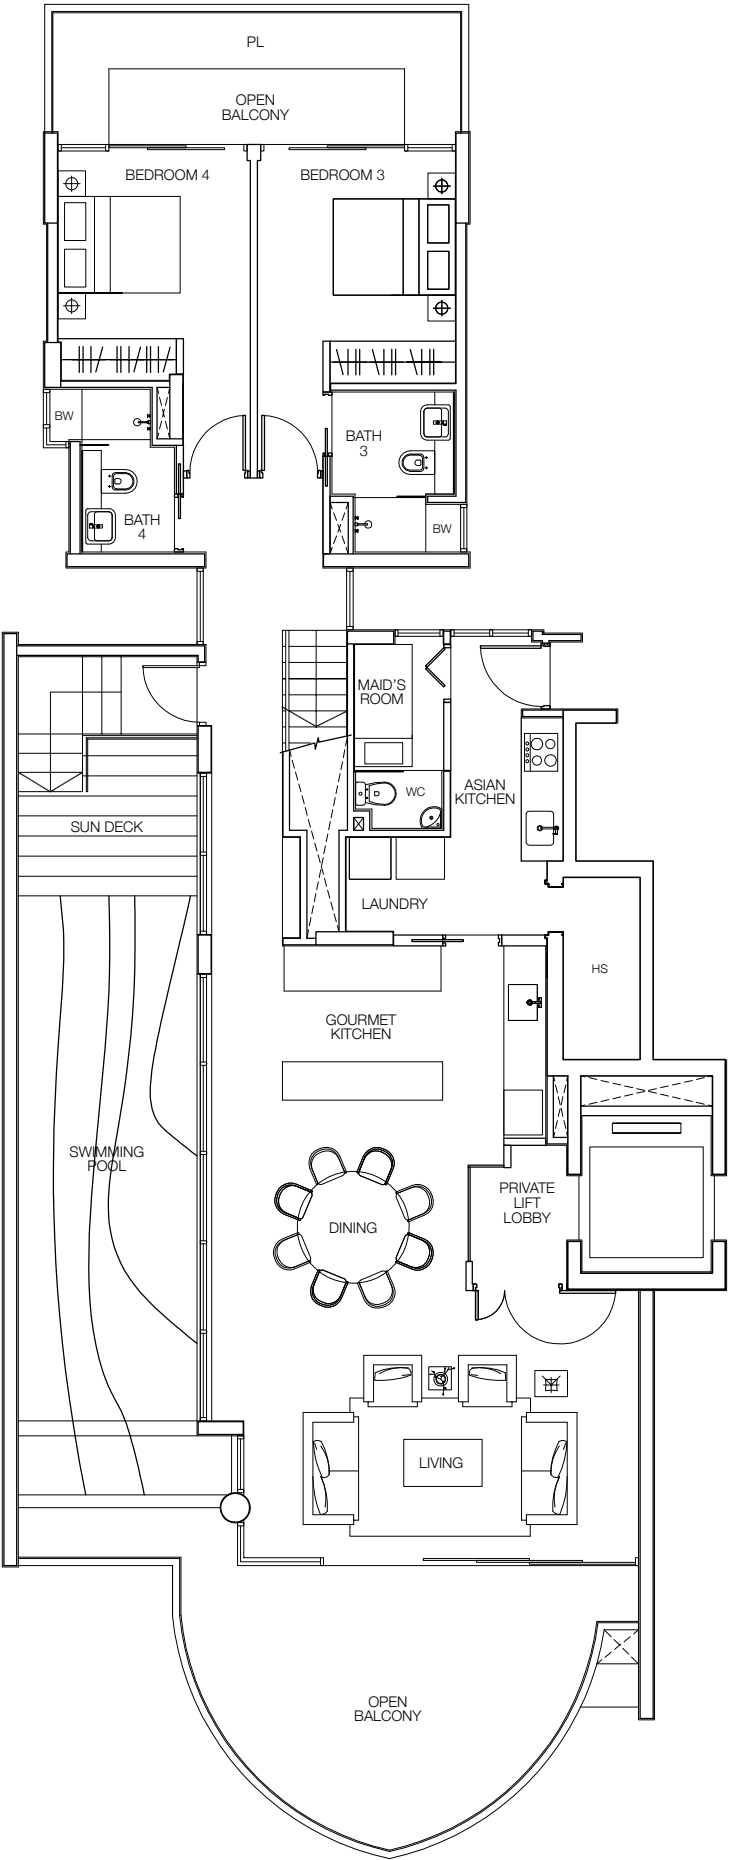 PL
OPEN
BALCONY
BEDROOM 4
BEDROOM 3
BW
BATH
3
BATH
4
BW
MAID'S
ROOM
WC
ASIAN
KITCHEN
SUN DECK
LAUNDRY
HS
GOURMET
KITCHEN
SWIMMING
POOL
PRIVATE
LIFT
LOBBY
DINING
LIVING
OPEN
BALCONY